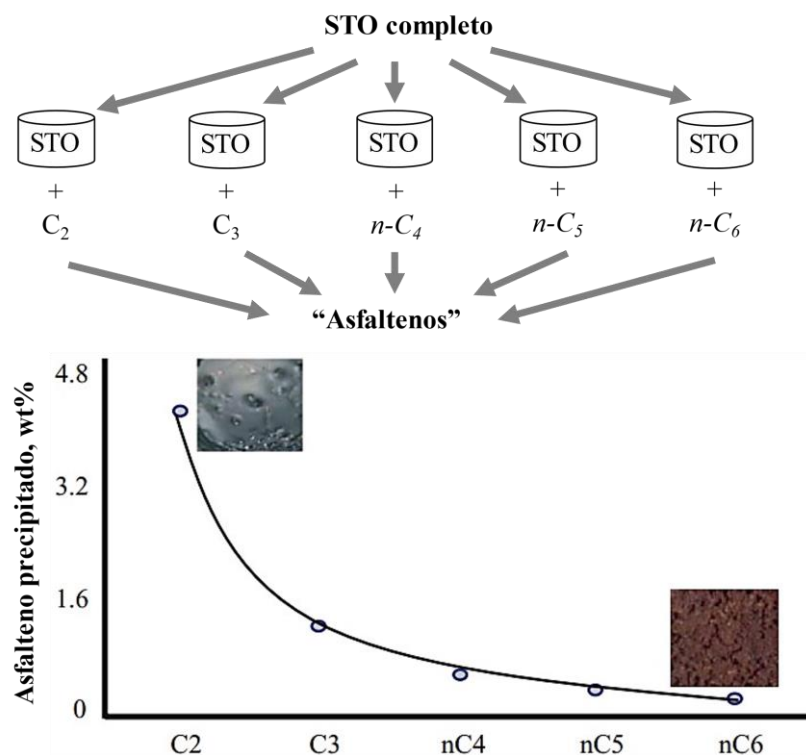 STO completo
STO STO STO STO STO
+ + + + +
C2 C3 n-C4 n-C5 n-C6
“Asfaltenos”
Asfalteno precipitado, wt%
4.8
3.2
1.6
0
C2 C3 nC4 nC5 nC6